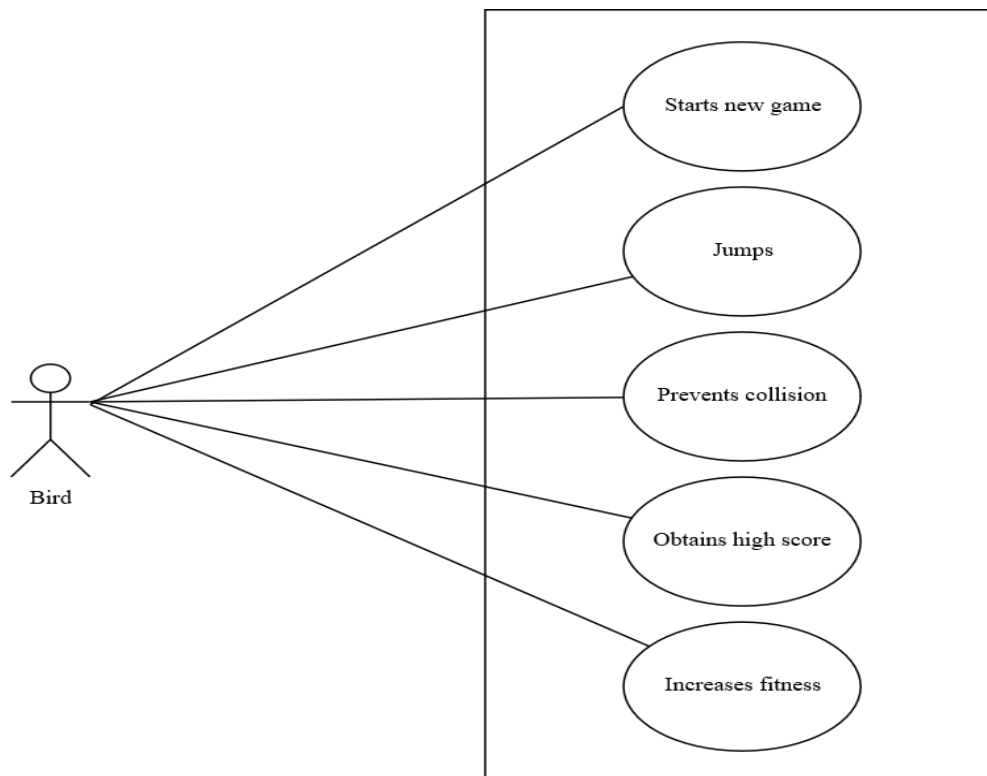 Starts new game
Jumps
Prevents collision
Bird
Obtains high score
Increases fitness